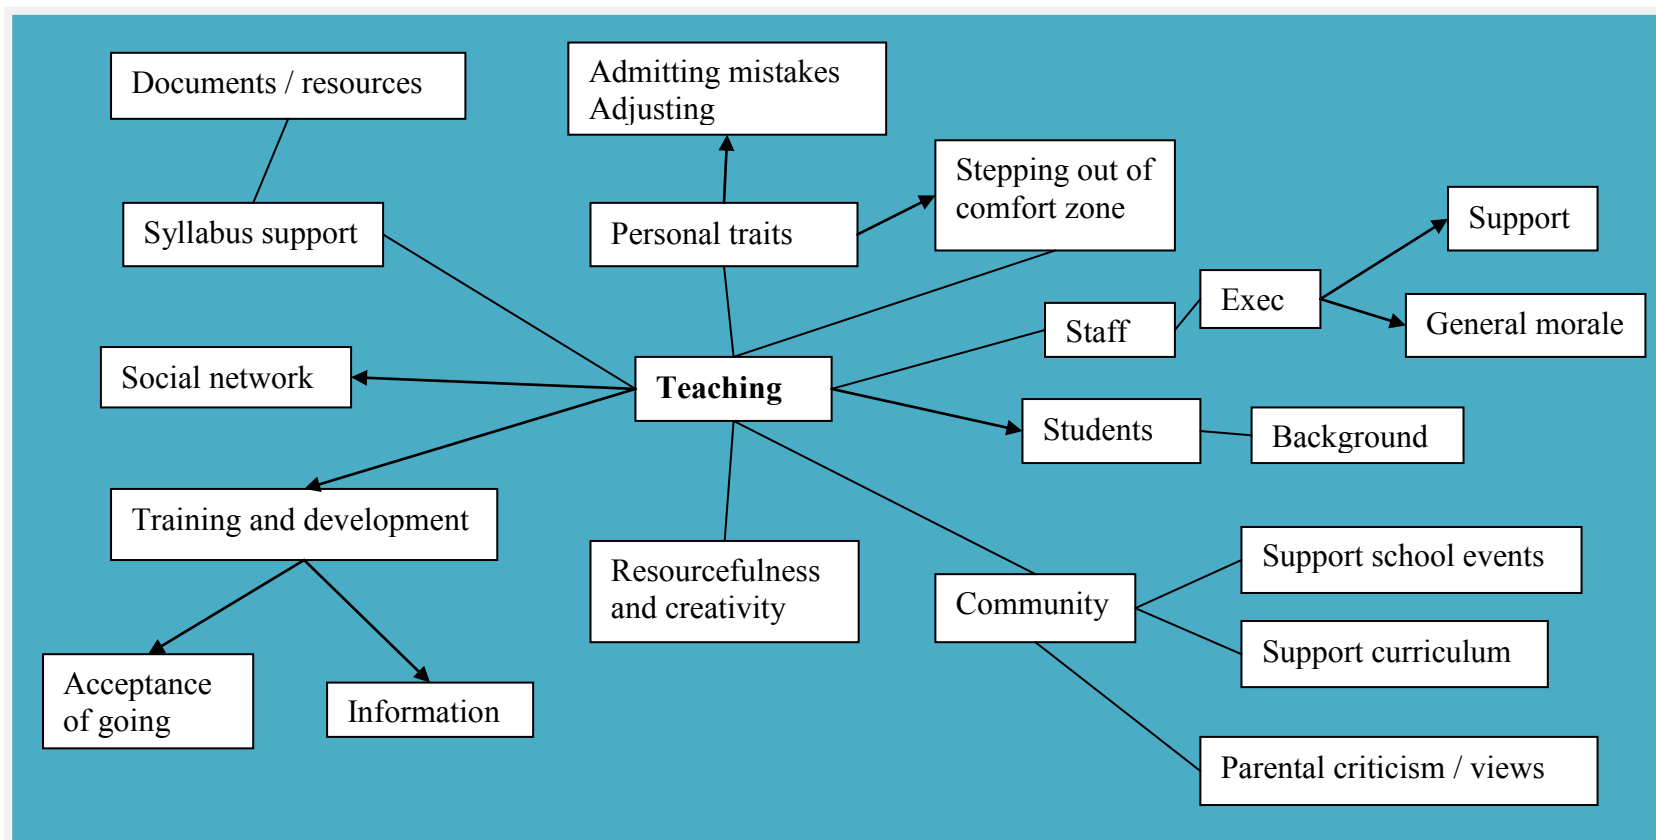 Documents / resources
Admitting mistakes
Adjusting
Stepping out of
comfort zone
Support
Syllabus support
Personal traits
Exec
General morale
Staff
Social network
Teaching
Students
Background
Training and development
Resourcefulness
and creativity
Support school events
Community
Support curriculum
Acceptance
of going
Information
Parental criticism / views